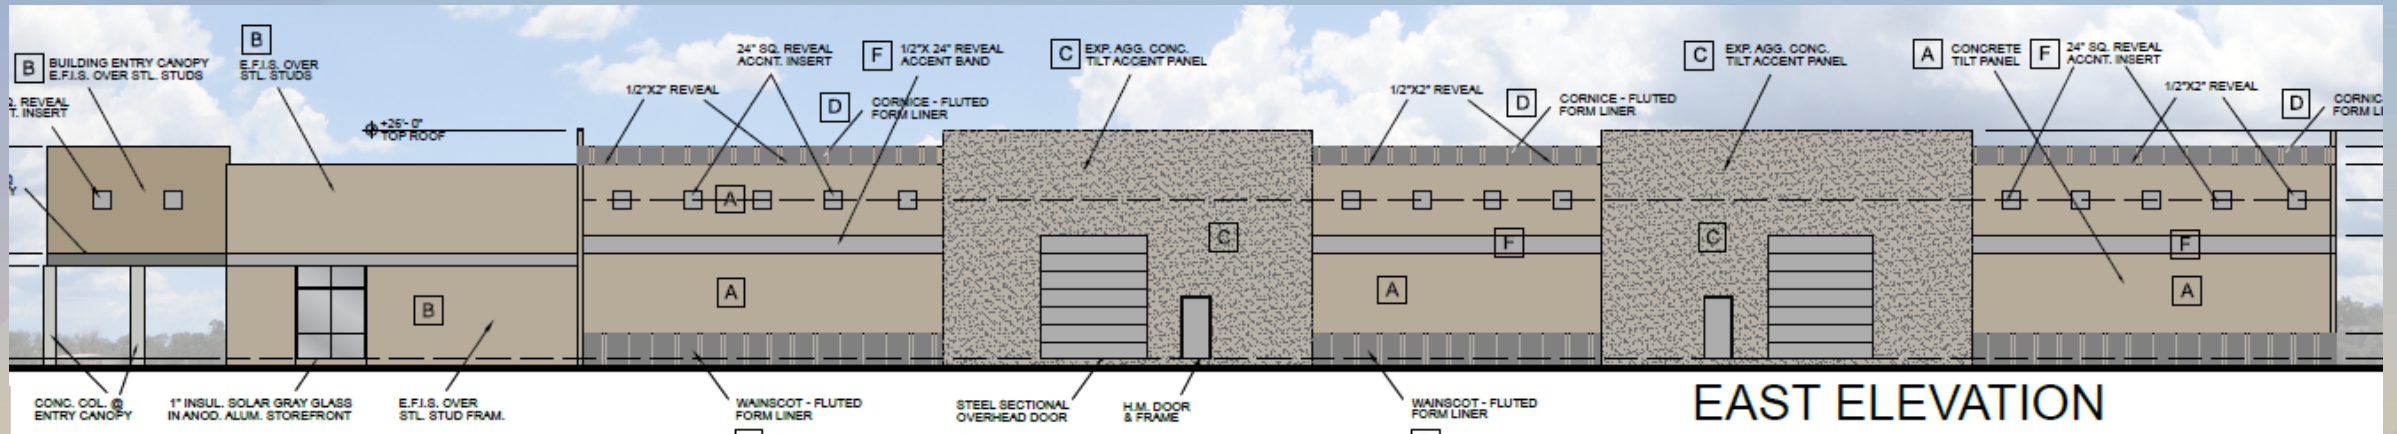 B
BUILDING ENTRY CANOPY
E.F.I.S. OVER STL. STUDS
B
E.F.I.S. OVER
STL. STUDS
REVEAL
INSERT
+26'- 0"
TOP ROOF
1/2"X2" REVEAL
24" SQ. REVEAL
ACCNT. INSERT
F
1/2"X 24" REVEAL
ACCENT BAND
D
CORNICE - FLUTED
FORM LINER
C
EXP. AGG. CONC.
TILT ACCENT PANEL
1/2"X2" REVEAL
D
CORNICE - FLUTED
FORM LINER
C
EXP. AGG. CONC.
TILT ACCENT PANEL
A
CONCRETE
TILT PANEL
F
24" SQ. REVEAL
ACCNT. INSERT
1/2"X2" REVEAL
D
CORNIC
FORM L
A
C
F
C
F
B
A
A
A
CONC. COL. @
ENTRY CANOPY
1" INSUL. SOLAR GRAY GLASS
IN ANOD. ALUM. STOREFRONT
E.F.I.S. OVER
STL. STUD FRAM.
WAINSCOT - FLUTED
FORM LINER
STEEL SECTIONAL
OVERHEAD DOOR
H.M. DOOR
& FRAME
WAINSCOT - FLUTED
FORM LINER
EAST ELEVATION